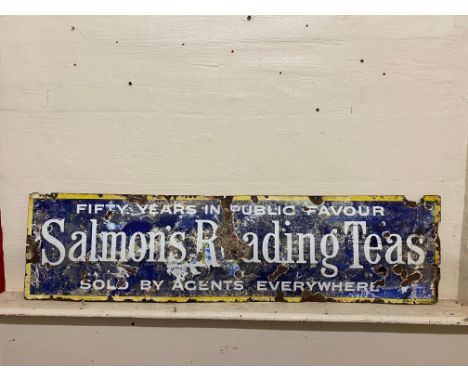 FIFTY YEARS IN PUBLIC FAVOUR
Salmon's Reading Teas
SOLD BY AGENTS EVERYWHERE